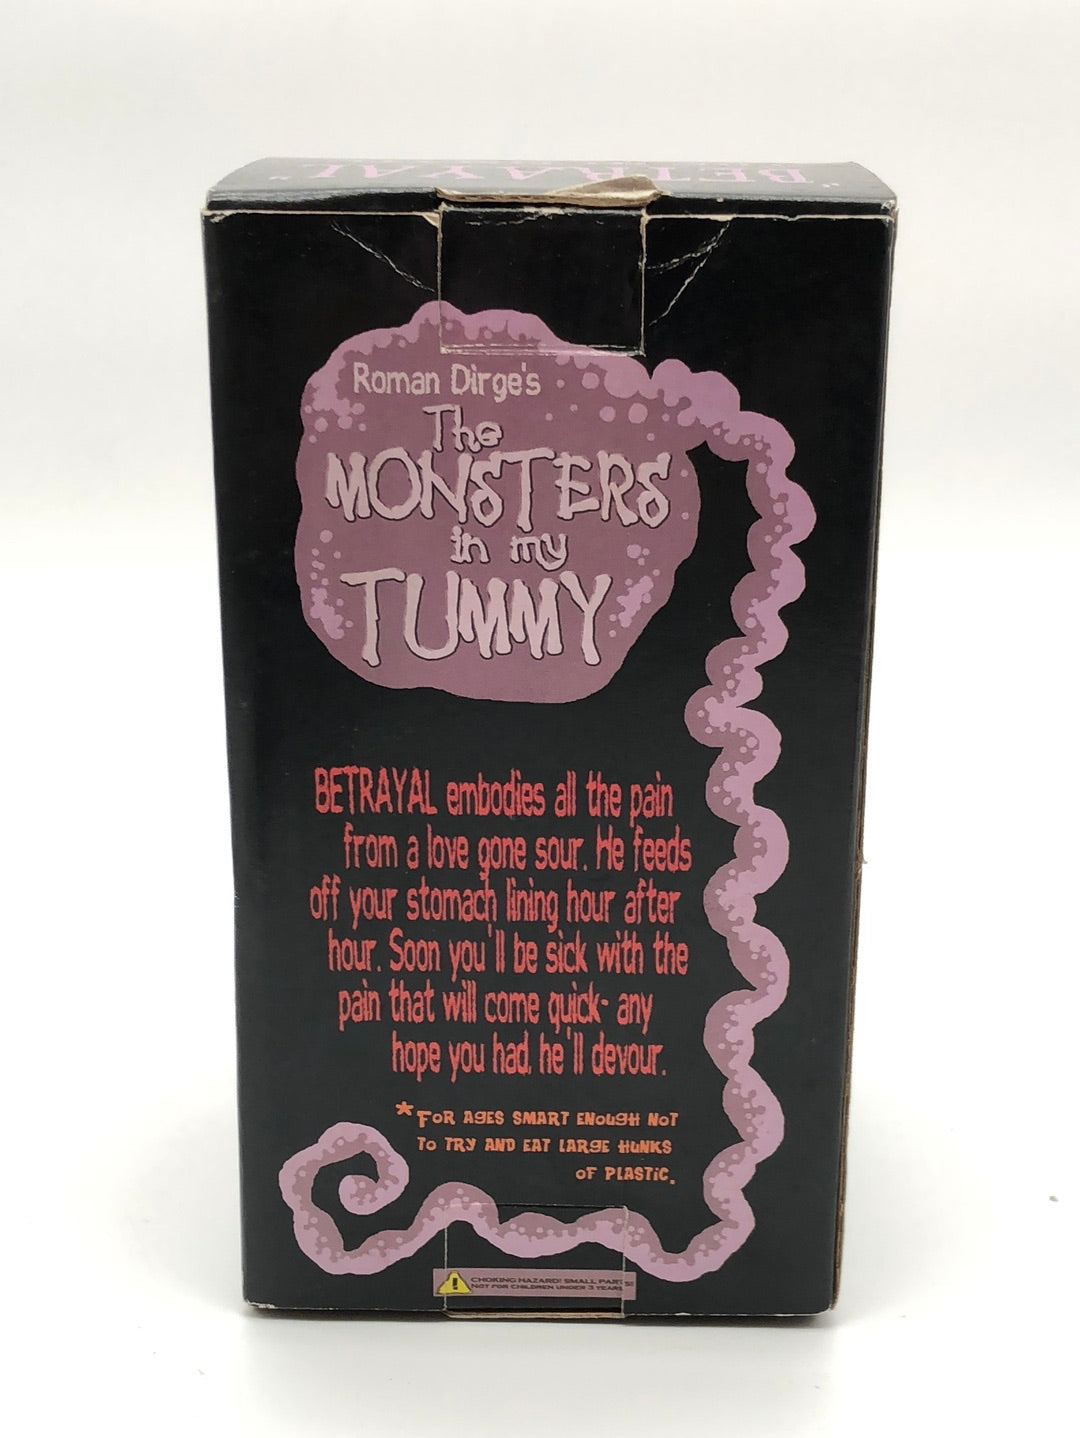 "BETRAYAL"
Roman Dirge's
The
MONSTERS
in my
TUMMY
BETRAYAL embodies all the pain
from a love gone sour. He feeds
off your stomach lining hour after
hour. Soon you'll be sick with the
pain that will come quick- any
hope you had, he'll devour.
*FOR AGES SMART ENOUGH NOT
TO TRY AND EAT LARGE HUNKS
OF PLASTIC.
CHOKING HAZARD! SMALL PARTS!
NOT FOR CHILDREN UNDER 3 YEARS